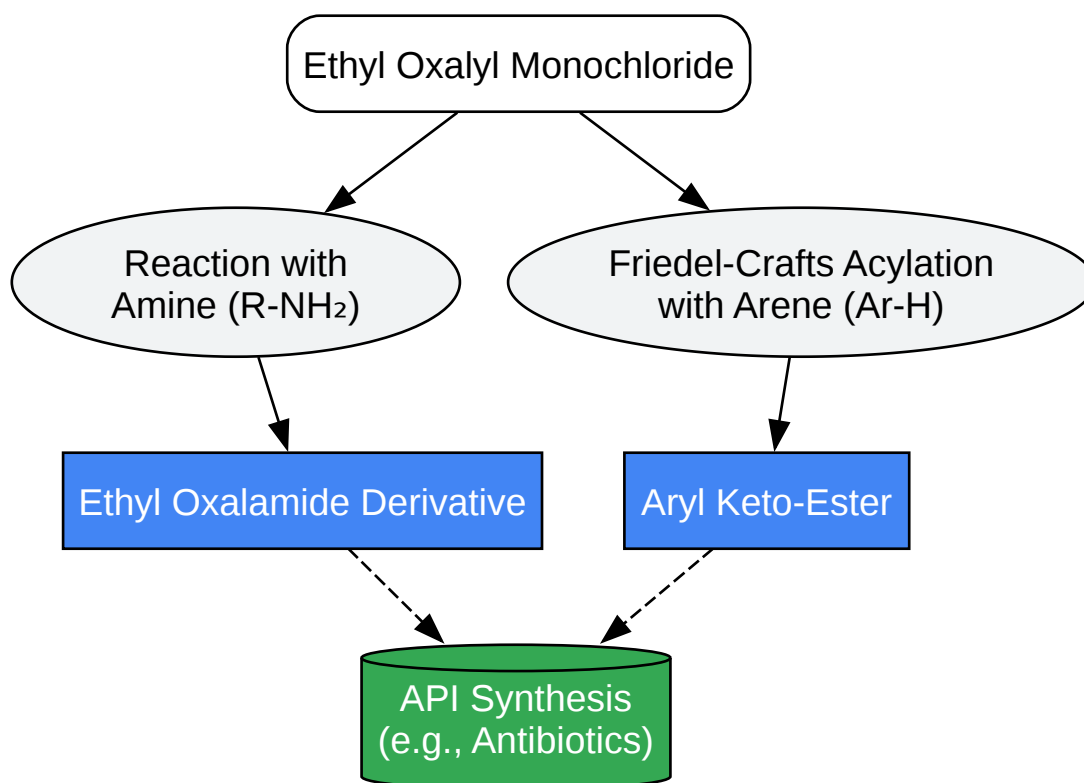 Ethyl Oxalyl Monochloride
Reaction with
Amine (R-NH₂)
Friedel-Crafts Acylation
with Arene (Ar-H)
Ethyl Oxalamide Derivative
Aryl Keto-Ester
API Synthesis
(e.g., Antibiotics)